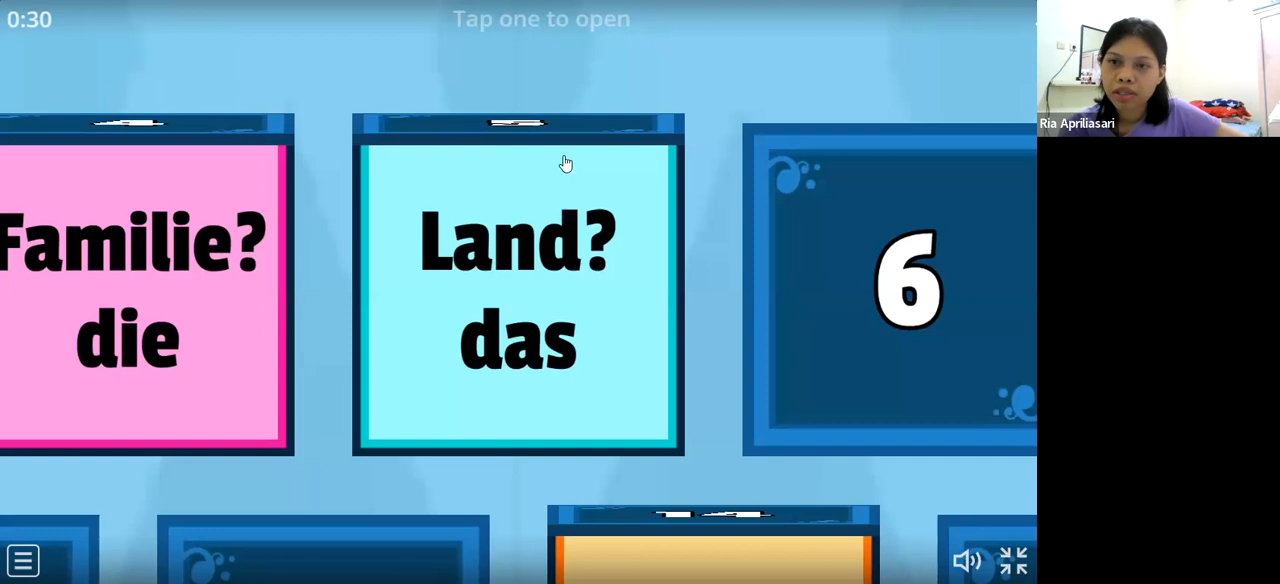 0:30
Tap one to open
Familie?
die
Land?
das
6
Ria Apriliasari